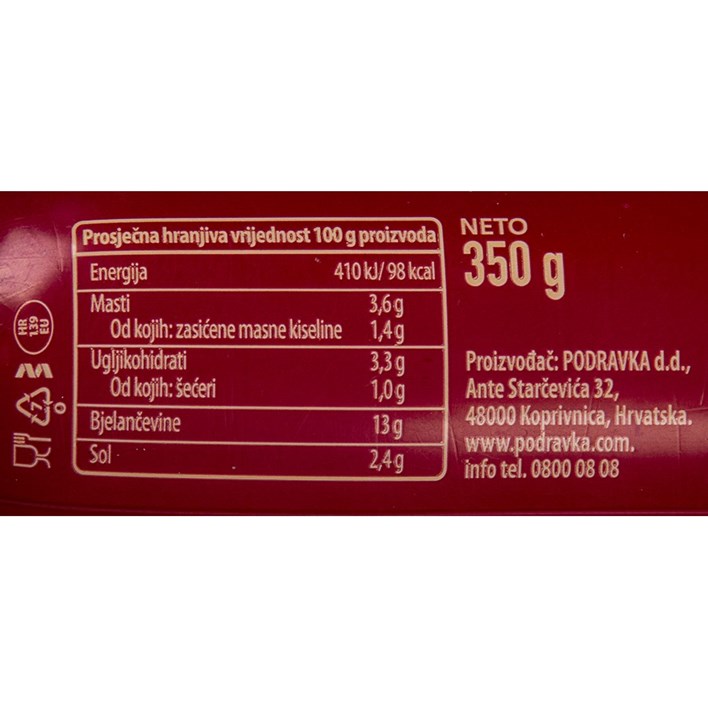 Prosječna hranjiva vrijednost 100 g proizvoda
Energija 410 kJ/ 98 kcal
Masti 3,6 g
Od kojih: zasićene masne kiseline 1,4 g
Ugljikohidrati 3,3 g
Od kojih: šećeri 1,0 g
Bjelančevine 13 g
Sol 2,4 g
NETO
350 g
Proizvođač: PODRAVKA d.d.,
Ante Starčevića 32,
48000 Koprivnica, Hrvatska.
www.podravka.com.
info tel. 0800 08 08
HR
139
EU
7